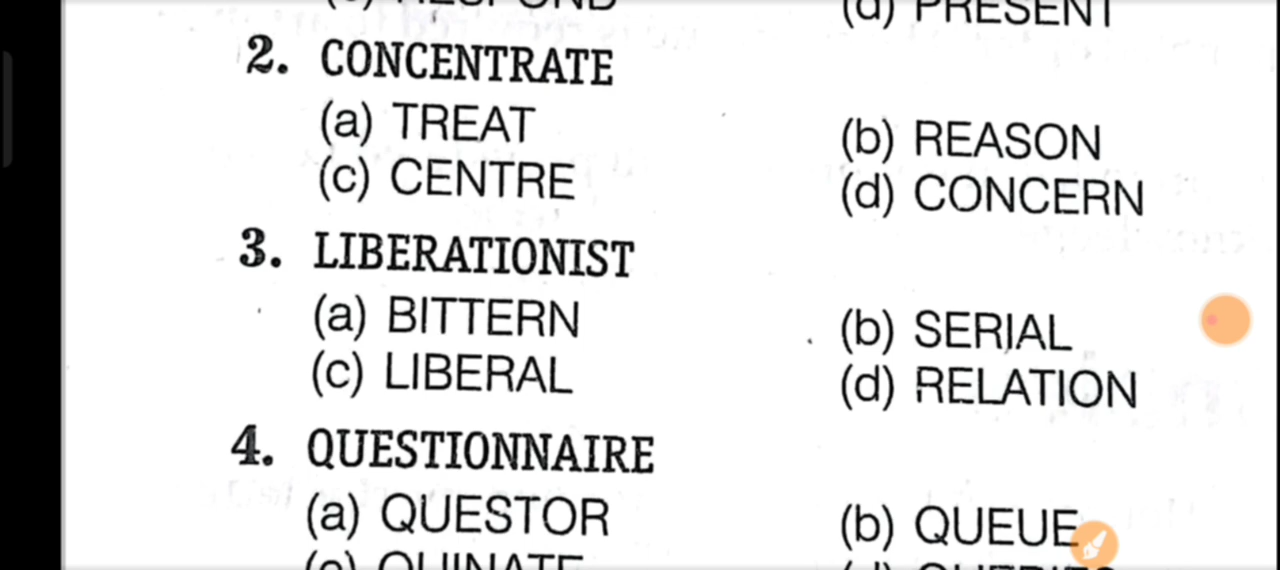 (d) PRESENT
2. CONCENTRATE
(a) TREAT (b) REASON
(c) CENTRE (d) CONCERN
3. LIBERATIONIST
(a) BITTERN (b) SERIAL
(c) LIBERAL (d) RELATION
4. QUESTIONNAIRE
(a) QUESTOR (b) QUEUE